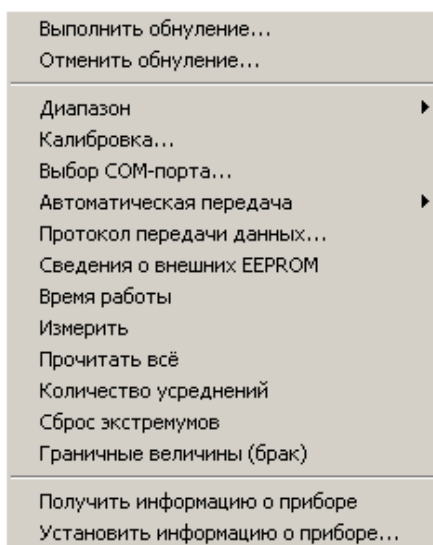 Выполнить обнуление...
Отменить обнуление...
Диапазон
Калибровка...
Выбор COM-порта...
Автоматическая передача
Протокол передачи данных...
Сведения о внешних EEPROM
Время работы
Измерить
Прочитать всё
Количество усреднений
Сброс экстремумов
Граничные величины (брак)
Получить информацию о приборе
Установить информацию о приборе...